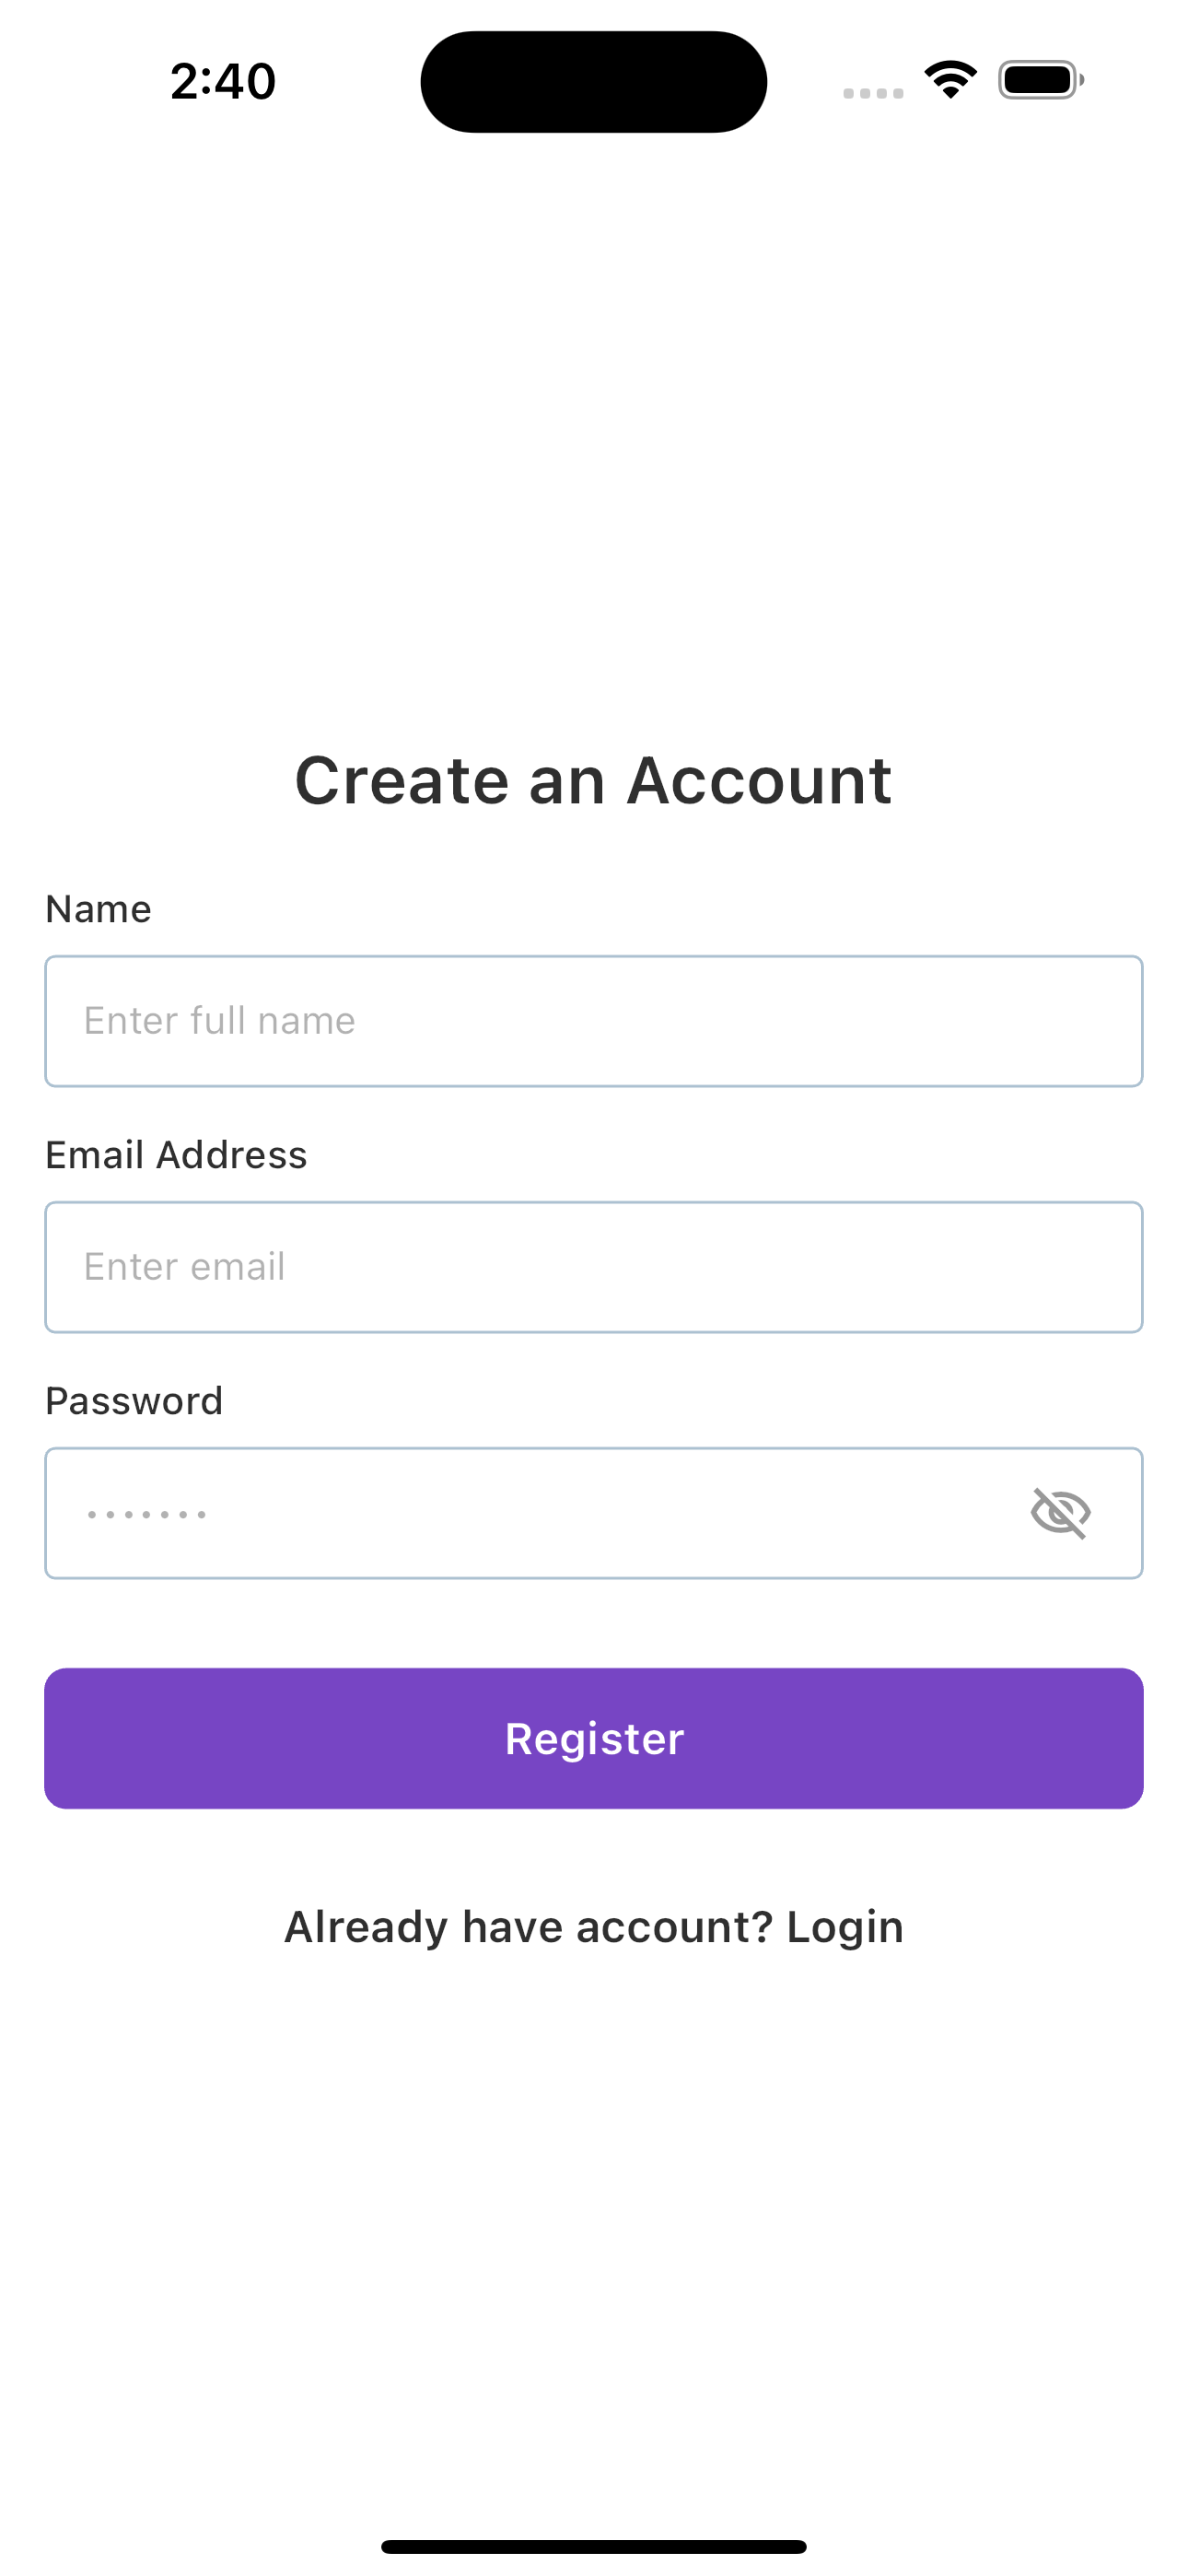 2:40
Create an Account
Name
Enter full name
Email Address
Enter email
Password
•••••••
Register
Already have account? Login